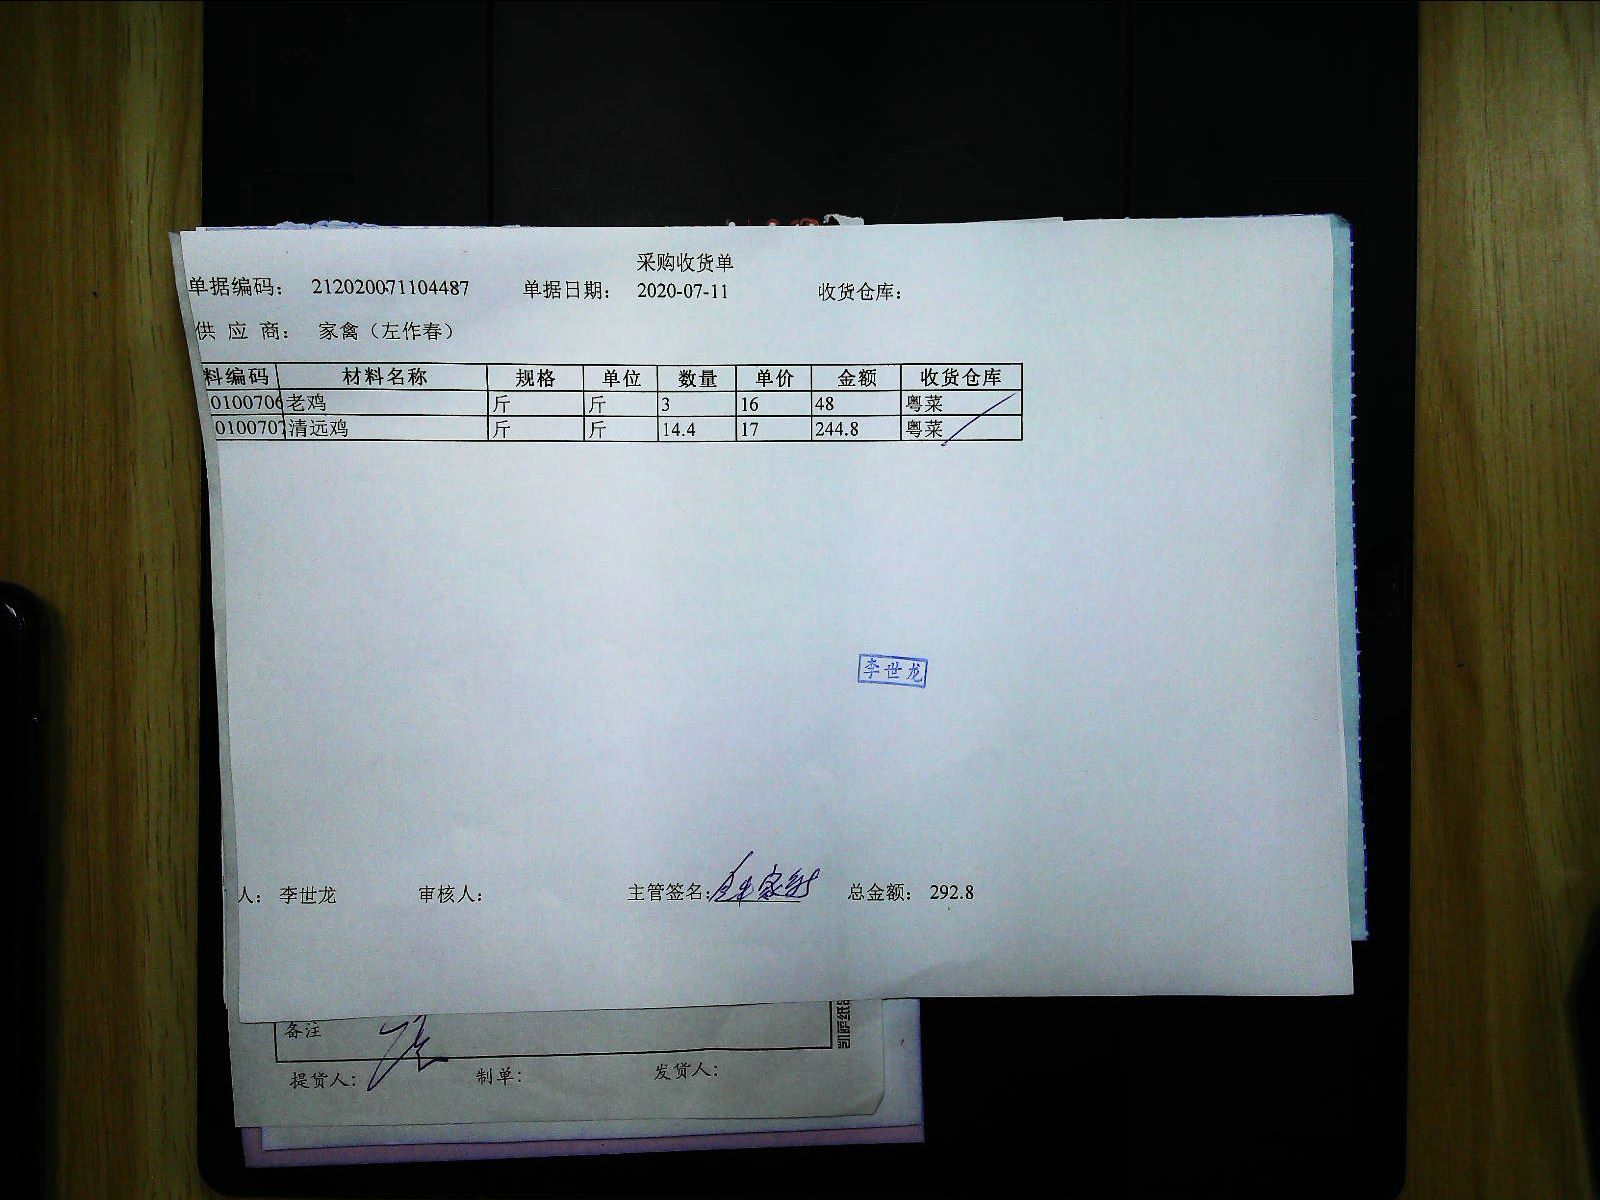 采购收货单
单据编码： 212020071104487 单据日期： 2020-07-11 收货仓库：
供 应 商： 家禽（左作春）
料编码 材料名称 规格 单位 数量 单价 金额 收货仓库
0100706 老鸡 斤 斤 3 16 48 粤菜
0100707 清远鸡 斤 斤 14.4 17 244.8 粤菜
李世龙
人： 李世龙 审核人： 主管签名： 总金额： 292.8
备注
提货人： 制单： 发货人：